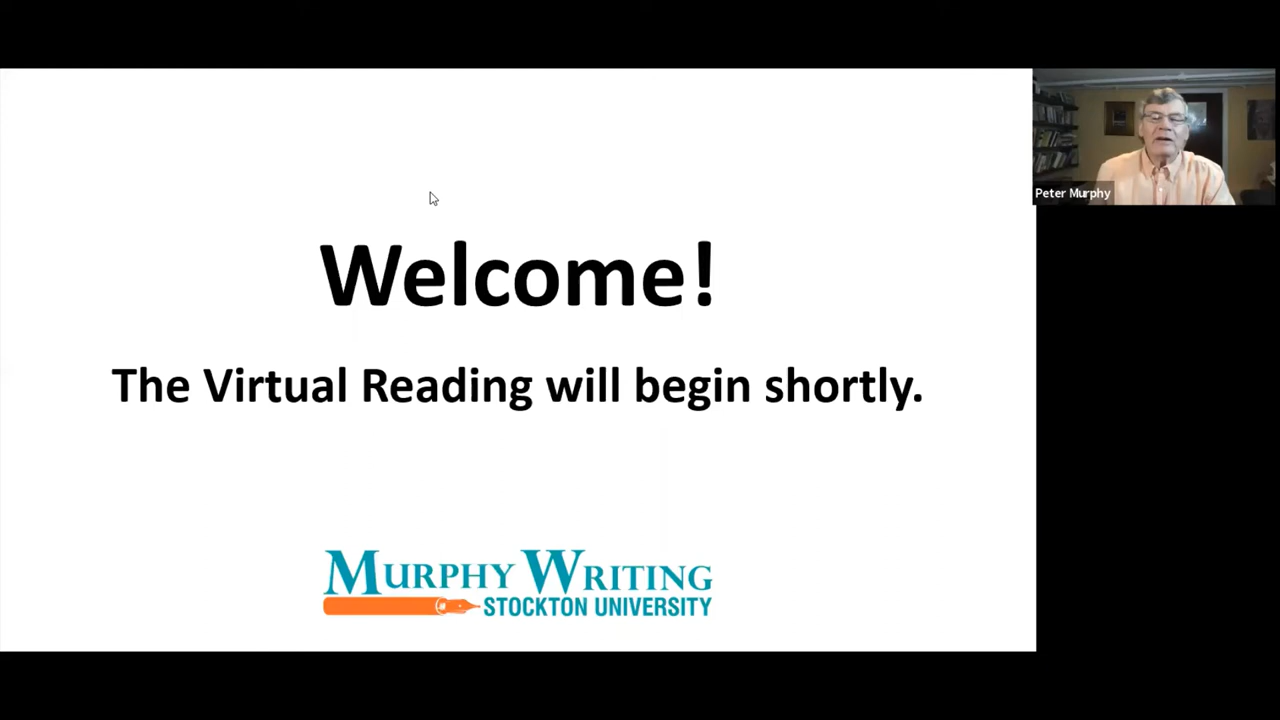 Welcome!
The Virtual Reading will begin shortly.
MURPHY WRITING
STOCKTON UNIVERSITY
Peter Murphy